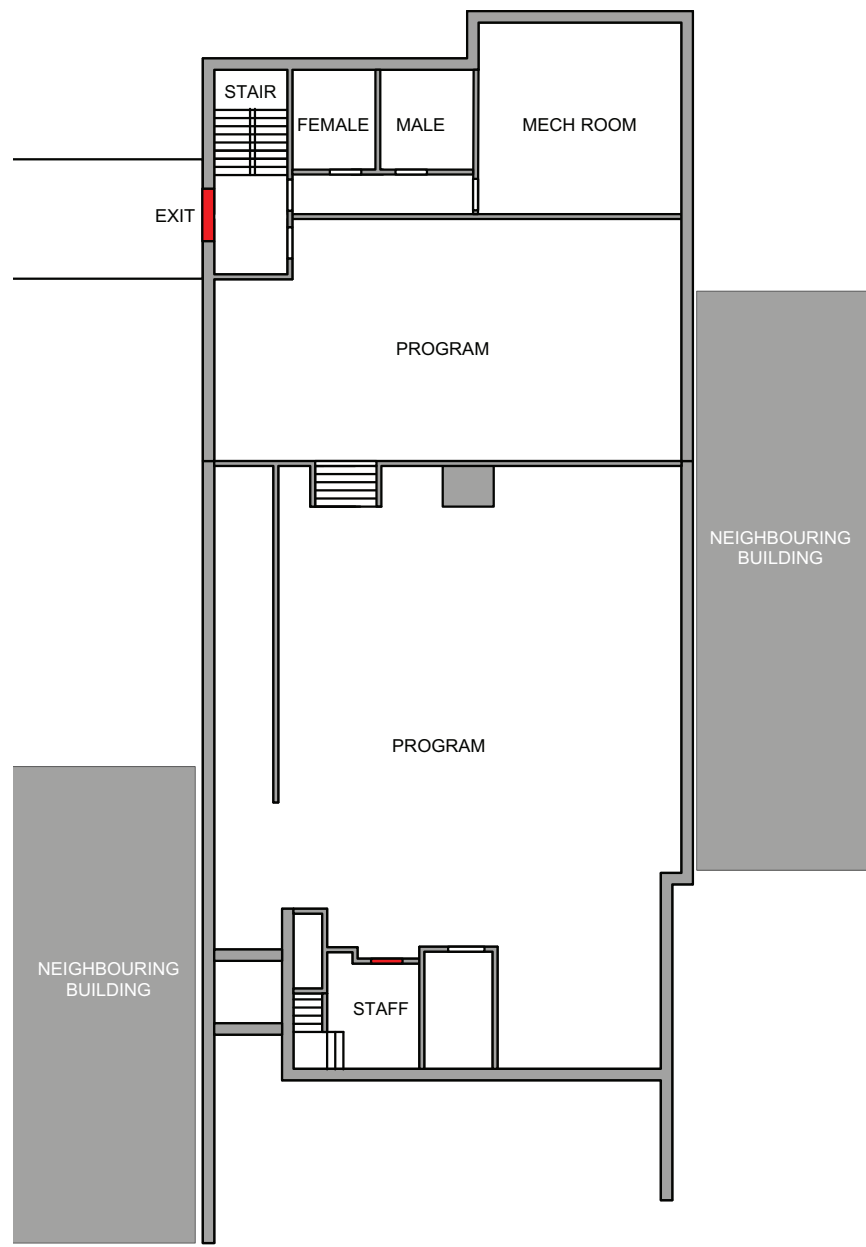 STAIR
FEMALE
MALE
MECH ROOM
EXIT
PROGRAM
NEIGHBOURING
BUILDING
PROGRAM
NEIGHBOURING
BUILDING
STAFF